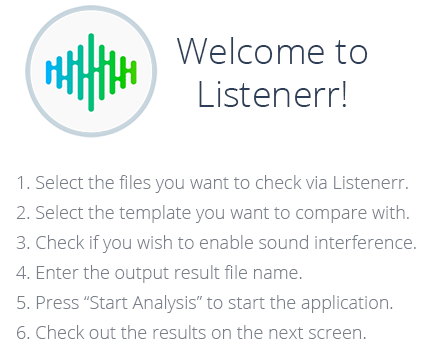 Welcome to
Listenerr!
1. Select the files you want to check via Listenerr.
2. Select the template you want to compare with.
3. Check if you wish to enable sound interference.
4. Enter the output result file name.
5. Press “Start Analysis” to start the application.
6. Check out the results on the next screen.